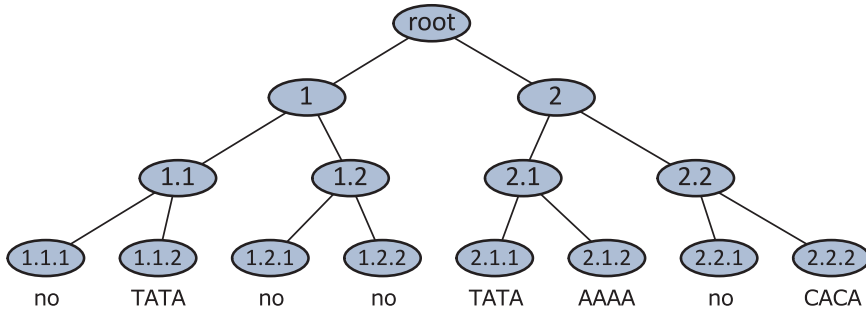 root
1 2
1.1 1.2 2.1 2.2
1.1.1 1.1.2 1.2.1 1.2.2 2.1.1 2.1.2 2.2.1 2.2.2
no TATA no no TATA AAAA no CACA